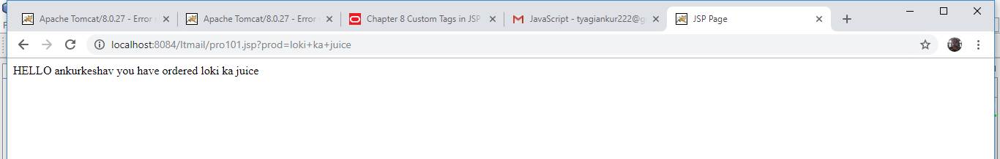 Apache Tomcat/8.0.27 - Error
Apache Tomcat/8.0.27 - Error
Chapter 8 Custom Tags in JSP
JavaScript - tyagiankur222@g
JSP Page
localhost:8084/ltmail/pro101.jsp?prod=loki+ka+juice
HELLO ankurkeshav you have ordered loki ka juice